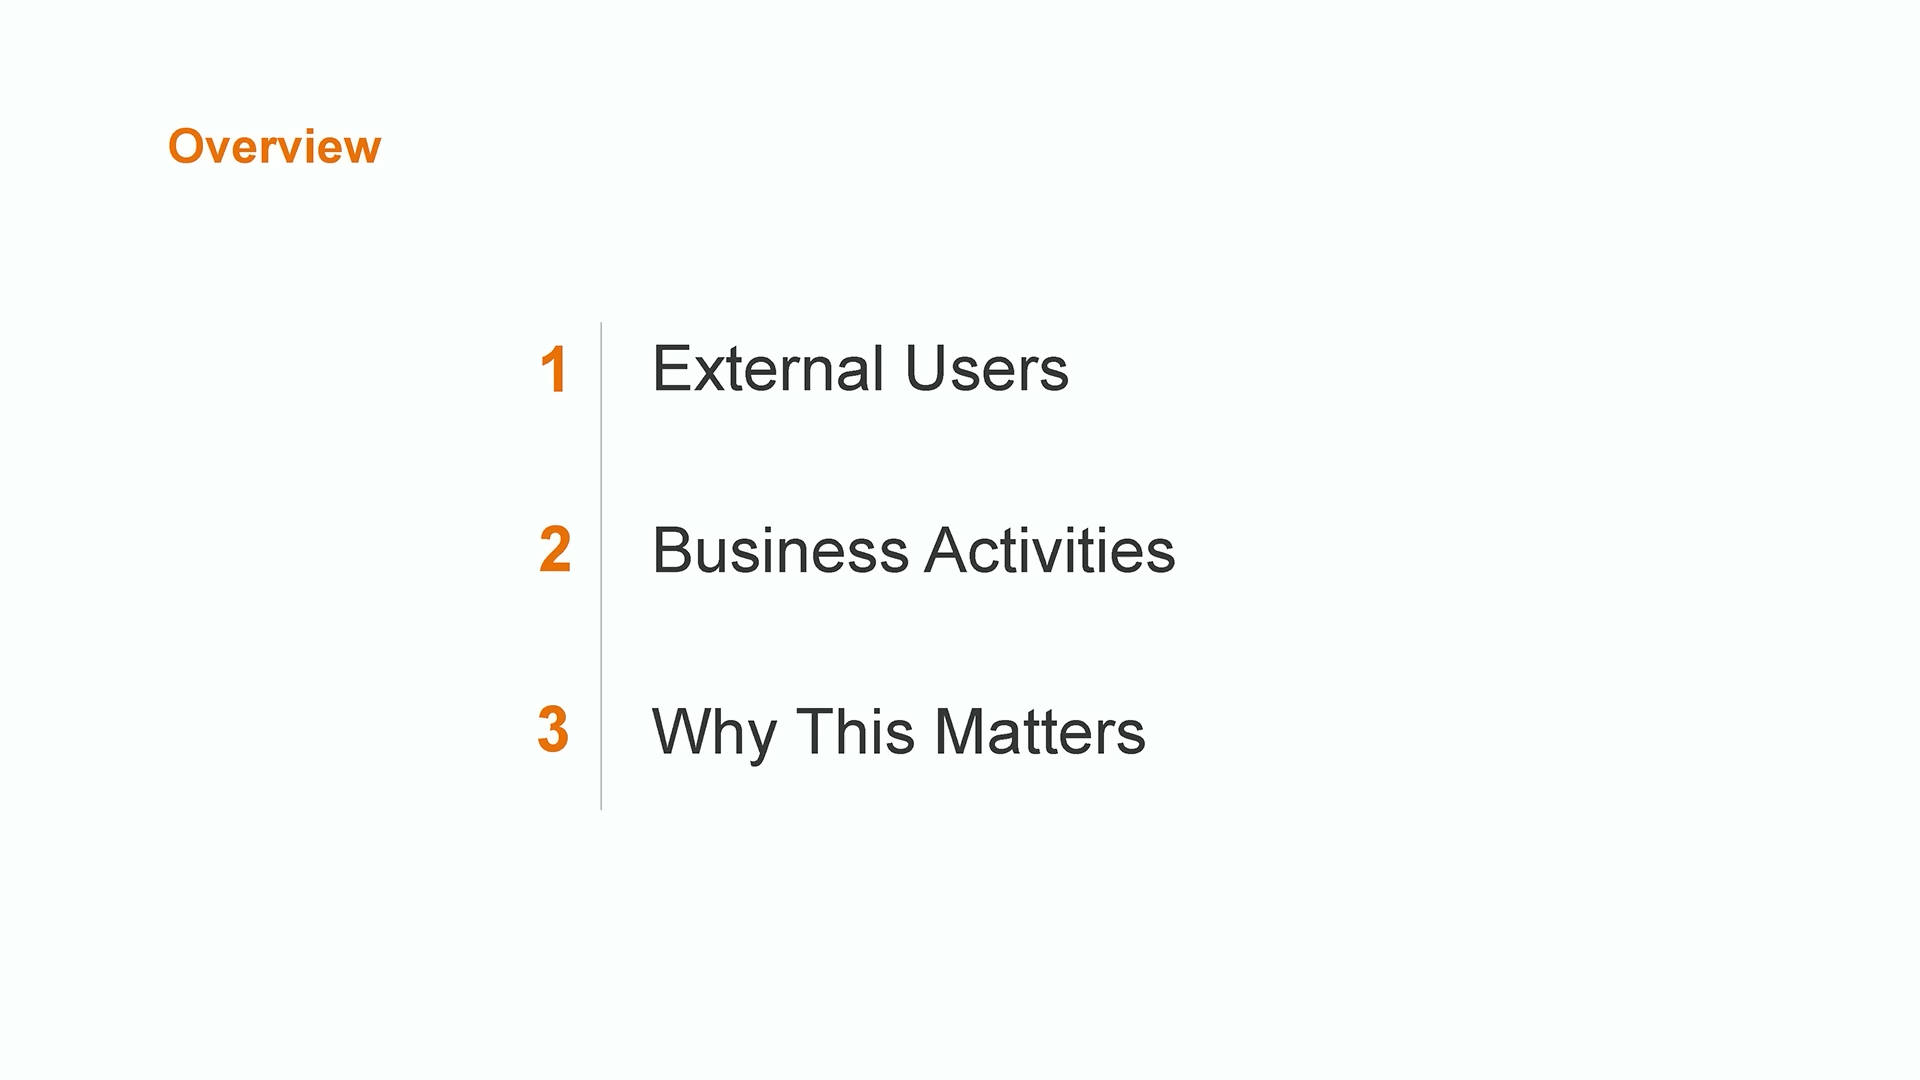 Overview
1 External Users
2 Business Activities
3 Why This Matters